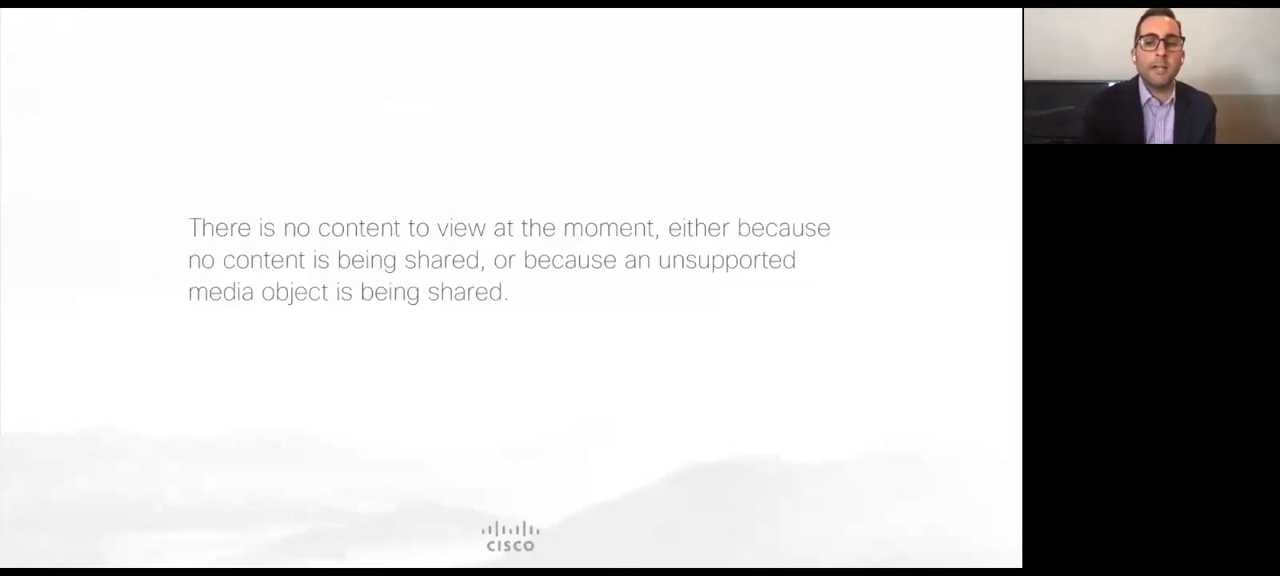 There is no content to view at the moment, either because
no content is being shared, or because an unsupported
media object is being shared.
CISCO